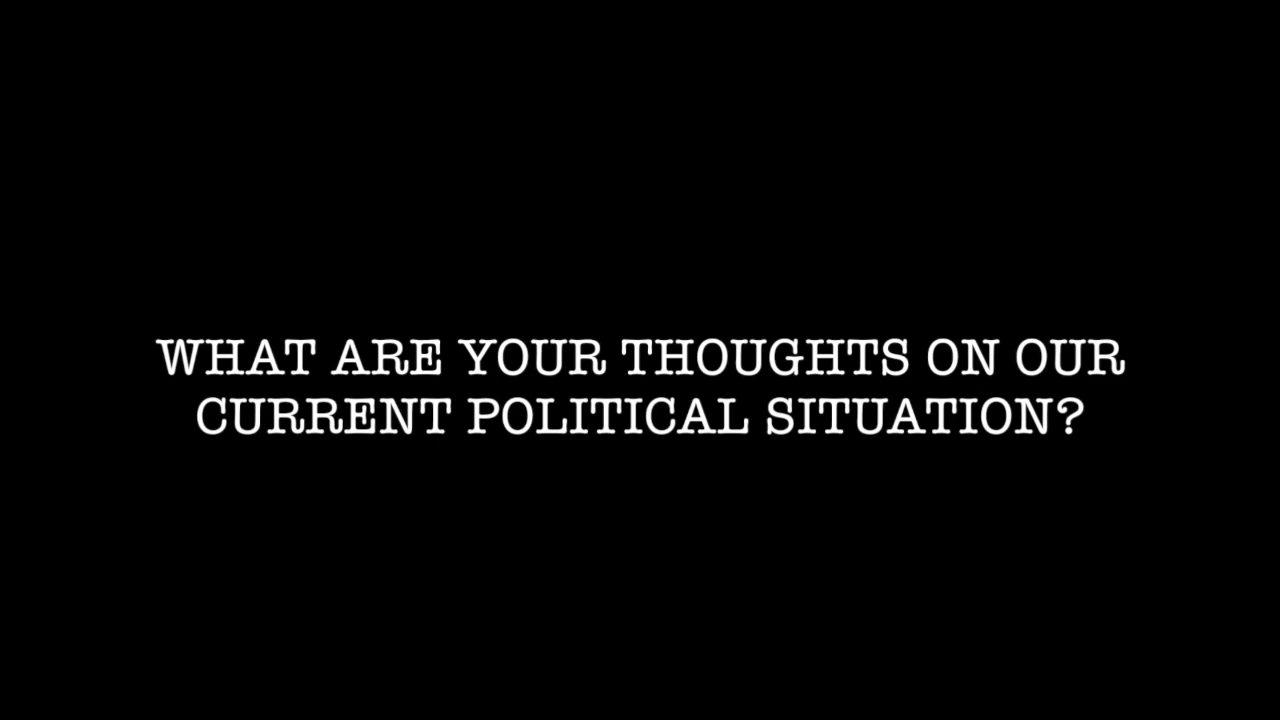 WHAT ARE YOUR THOUGHTS ON OUR
CURRENT POLITICAL SITUATION?